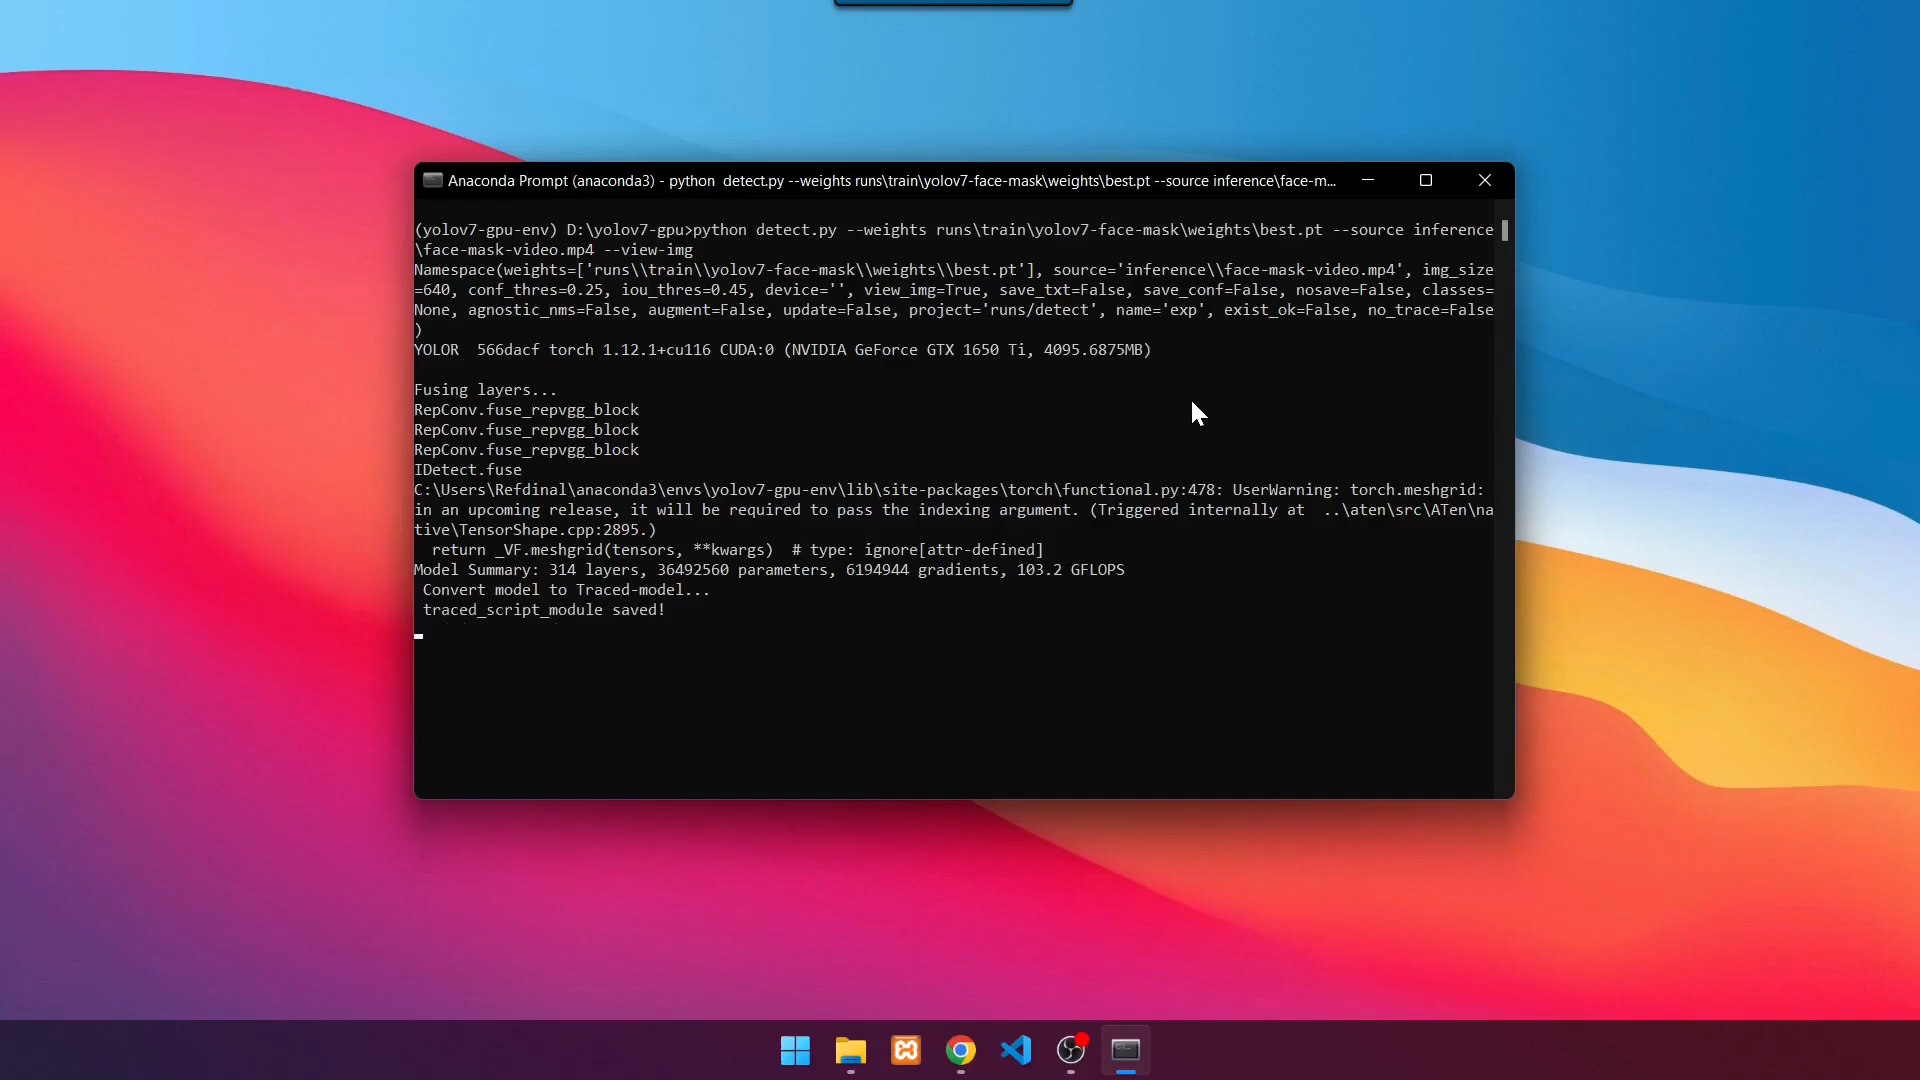 Anaconda Prompt (anaconda3) - python  detect.py --weights runs\train\yolov7-face-mask\weights\best.pt --source inference\face-m...
(yolov7-gpu-env) D:\yolov7-gpu>python detect.py --weights runs\train\yolov7-face-mask\weights\best.pt --source inference
\face-mask-video.mp4 --view-img
Namespace(weights=['runs\\train\\yolov7-face-mask\\weights\\best.pt'], source='inference\\face-mask-video.mp4', img_size
=640, conf_thres=0.25, iou_thres=0.45, device='', view_img=True, save_txt=False, save_conf=False, nosave=False, classes=
None, agnostic_nms=False, augment=False, update=False, project='runs/detect', name='exp', exist_ok=False, no_trace=False
)
YOLOR  566dacf torch 1.12.1+cu116 CUDA:0 (NVIDIA GeForce GTX 1650 Ti, 4095.6875MB)
Fusing layers...
RepConv.fuse_repvgg_block
RepConv.fuse_repvgg_block
RepConv.fuse_repvgg_block
IDetect.fuse
C:\Users\Refdinal\anaconda3\envs\yolov7-gpu-env\lib\site-packages\torch\functional.py:478: UserWarning: torch.meshgrid:
in an upcoming release, it will be required to pass the indexing argument. (Triggered internally at  ..\aten\src\ATen\na
tive\TensorShape.cpp:2895.)
  return _VF.meshgrid(tensors, **kwargs)  # type: ignore[attr-defined]
Model Summary: 314 layers, 36492560 parameters, 6194944 gradients, 103.2 GFLOPS
 Convert model to Traced-model...
 traced_script_module saved!